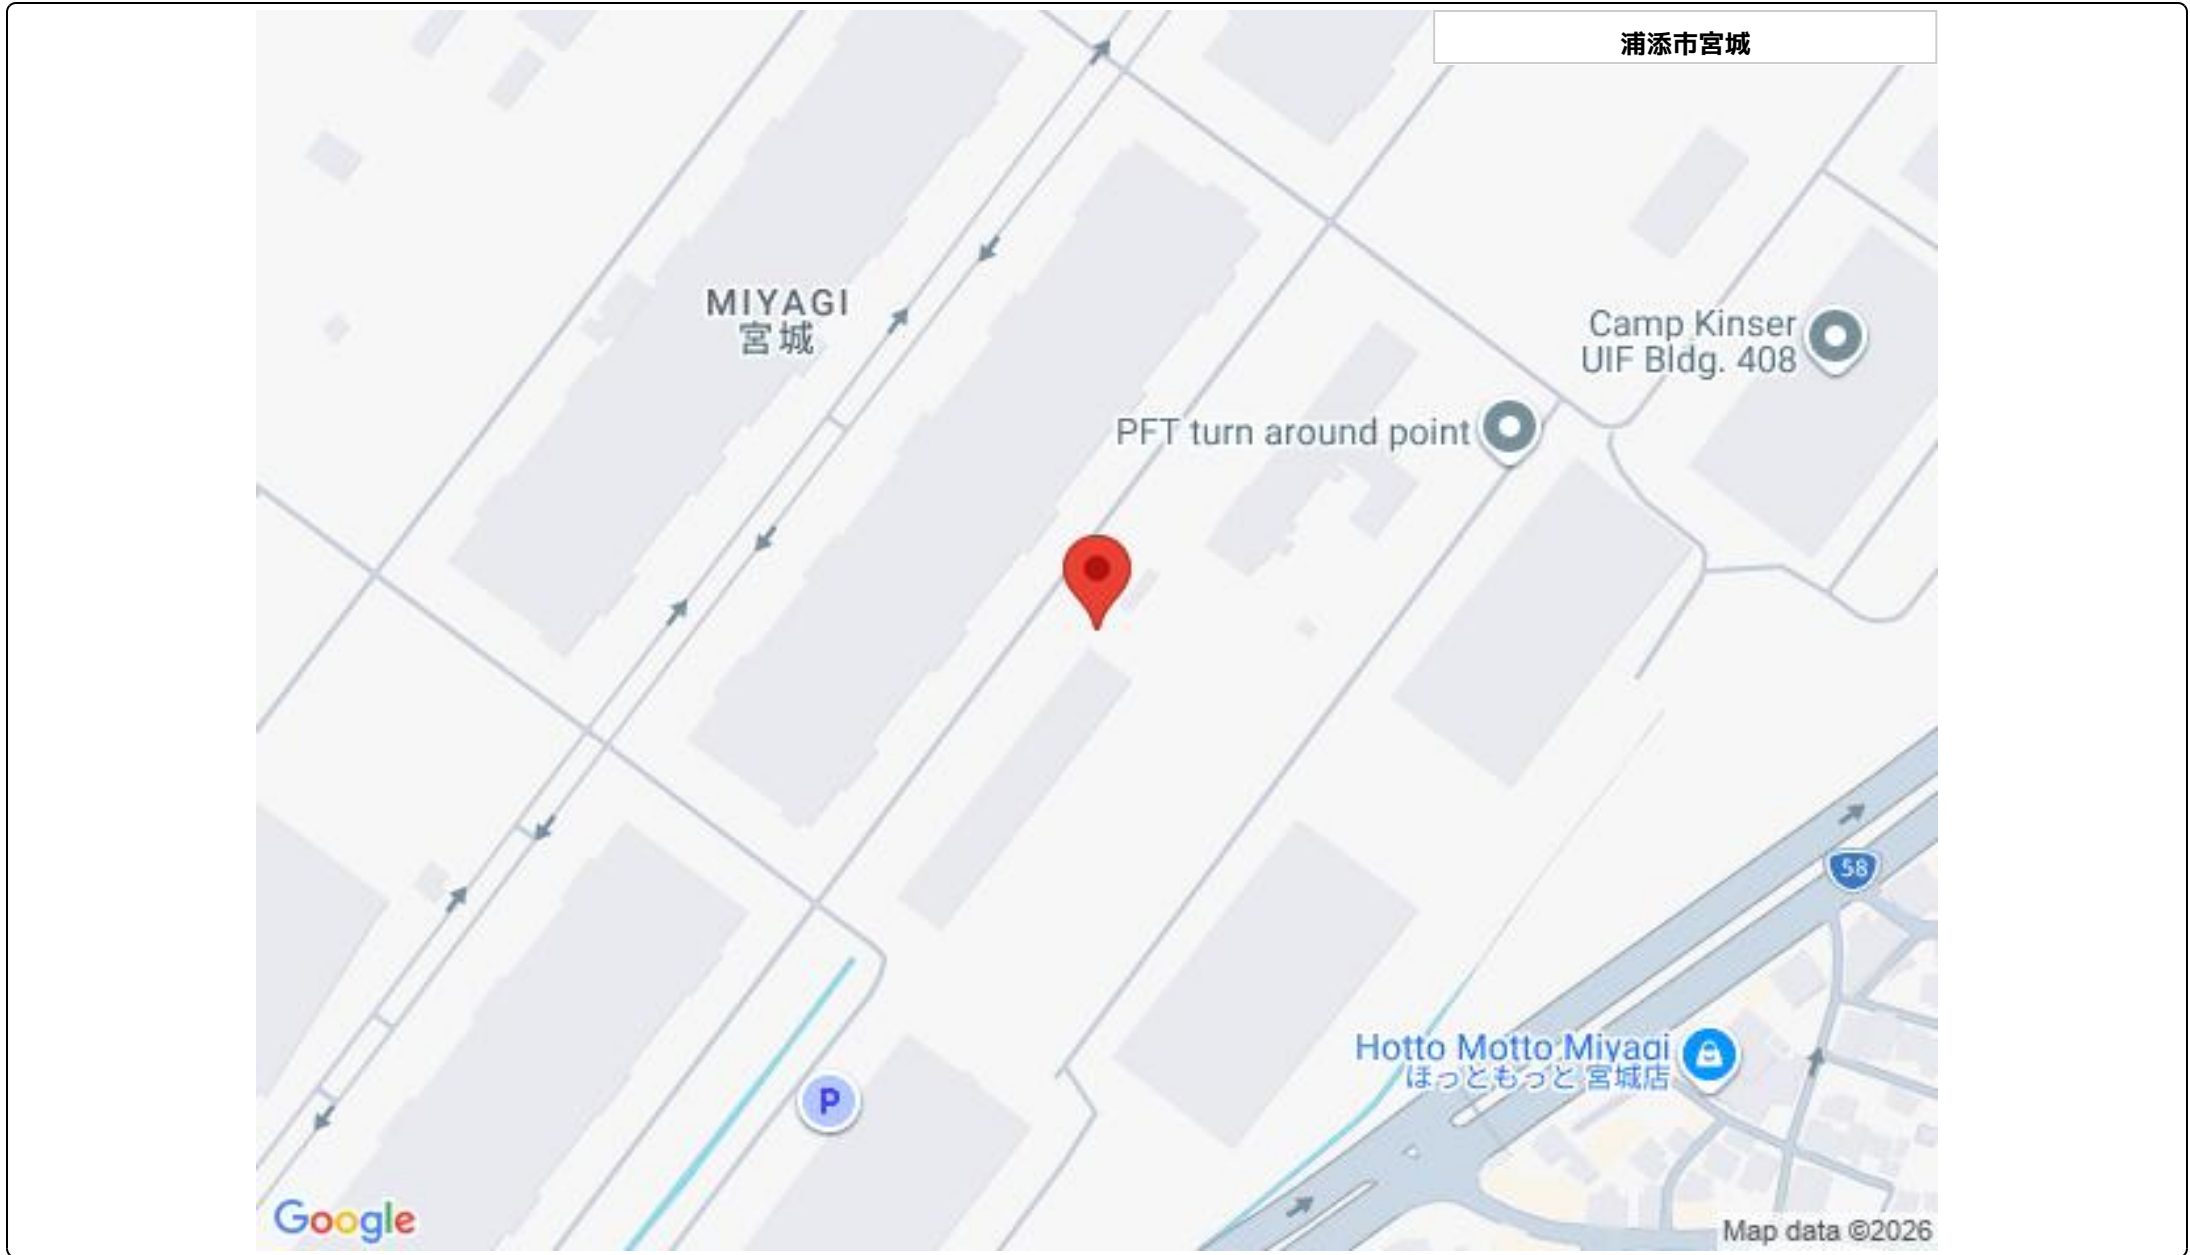 浦添市宮城
MIYAGI
宮城
Camp Kinser
UIF Bldg. 408
PFT turn around point
58
Hotto Motto Miyagi
ほっともっと 宮城店
P
Google
Map data ©2026